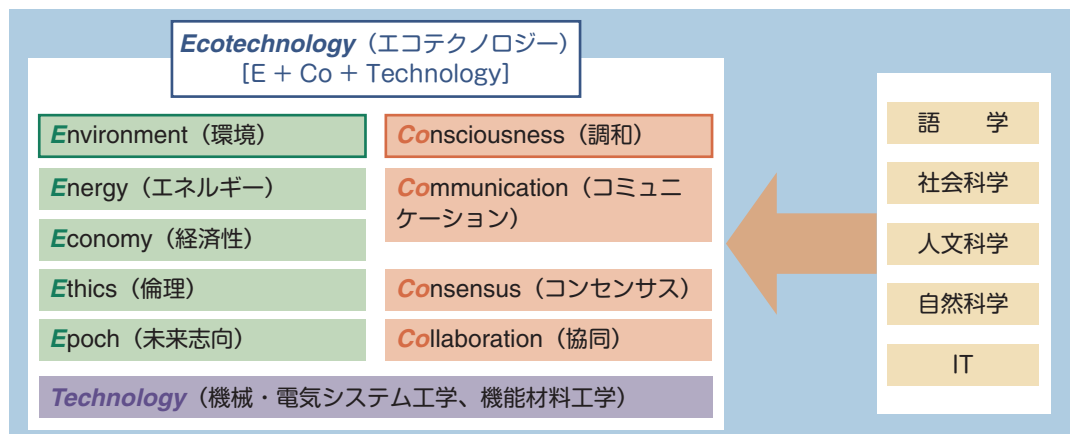 Ecotechnology（エコテクノロジー）
[E + Co + Technology]
Environment（環境）
Energy（エネルギー）
Economy（経済性）
Ethics（倫理）
Epoch（未来志向）
Consciousness（調和）
Communication（コミュニ
ケーション）
Consensus（コンセンサス）
Collaboration（協同）
Technology（機械・電気システム工学、機能材料工学）
語　　学
社会科学
人文科学
自然科学
IT